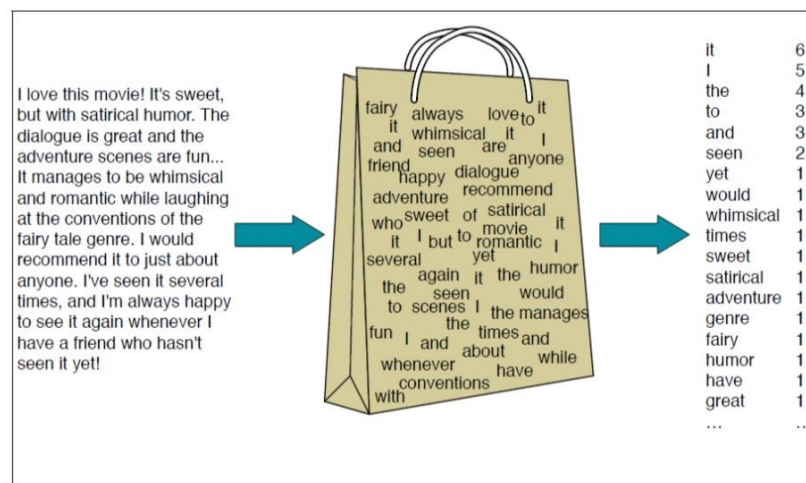 I love this movie! It's sweet,
but with satirical humor. The
dialogue is great and the
adventure scenes are fun...
It manages to be whimsical
and romantic while laughing
at the conventions of the
fairy tale genre. I would
recommend it to just about
anyone. I've seen it several
times, and I'm always happy
to see it again whenever I
have a friend who hasn't
seen it yet!
fairy always love to it
it whimsical it I
and seen are anyone
friend happy dialogue
adventure recommend
who sweet of satirical
it I but to movie it
romantic I
several yet
again it the humor
the seen would
to scenes I the manages
the times and
fun I and about while
whenever have
conventions
with
it 6
I 5
the 4
to 3
and 3
seen 2
yet 1
would 1
whimsical 1
times 1
sweet 1
satirical 1
adventure 1
genre 1
fairy 1
humor 1
have 1
great 1
... ..